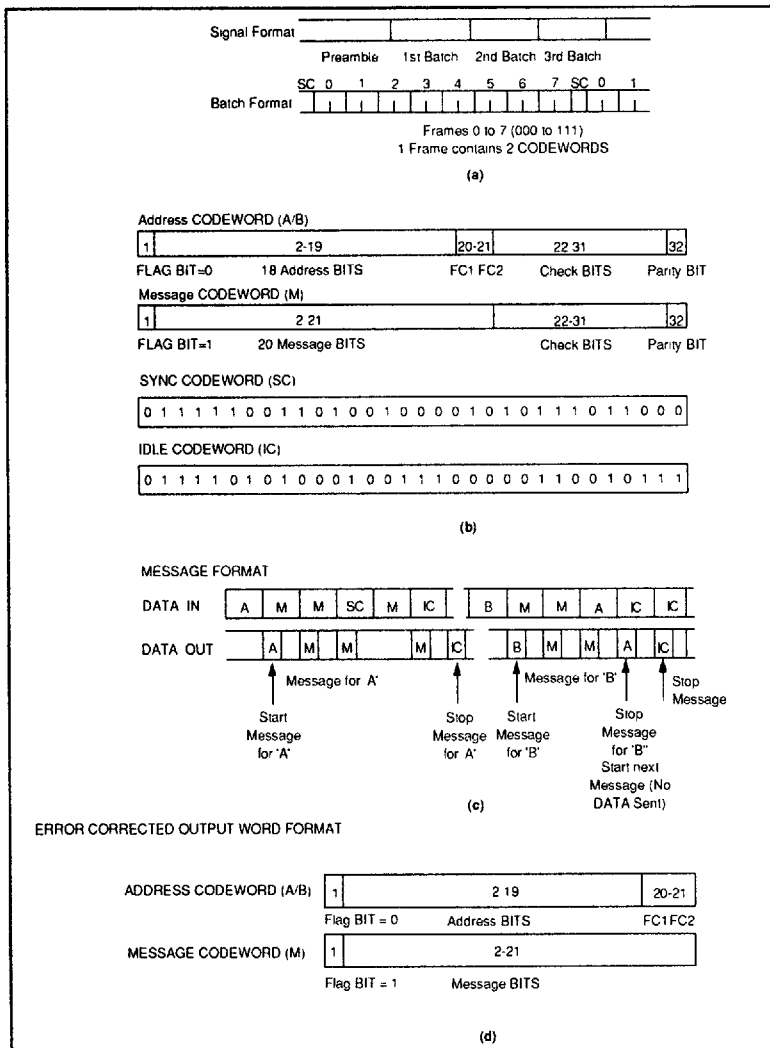 Signal Format
Preamble 1st Batch 2nd Batch 3rd Batch
SC 0 1 2 3 4 5 6 7 SC 0 1
Batch Format
Frames 0 to 7 (000 to 111)
1 Frame contains 2 CODEWORDS
(a)
Address CODEWORD (A/B)
1 2-19 20-21 22 31 32
FLAG BIT=0 18 Address BITS FC1 FC2 Check BITS Parity BIT
Message CODEWORD (M)
1 2 21 22-31 32
FLAG BIT=1 20 Message BITS Check BITS Parity BIT
SYNC CODEWORD (SC)
0 1 1 1 1 1 0 0 1 1 0 1 0 0 1 0 0 0 0 1 0 1 0 1 1 1 0 1 1 0 0 0
IDLE CODEWORD (IC)
0 1 1 1 1 0 1 0 1 0 0 0 1 0 0 1 1 1 0 0 0 0 0 1 1 0 0 1 0 1 1 1
(b)
MESSAGE FORMAT
DATA IN A M M SC M IC B M M A IC IC
DATA OUT A M M M IC B M M A IC
Message for A' Message for 'B'
Start Message for 'A'
Stop Message for A'
Start Message for 'B'
Stop Message for 'B" Start next Message (No DATA Sent)
Stop Message
(c)
ERROR CORRECTED OUTPUT WORD FORMAT
ADDRESS CODEWORD (A/B) 1 2 19 20-21
Flag BIT = 0 Address BITS FC1FC2
MESSAGE CODEWORD (M) 1 2-21
Flag BIT = 1 Message BITS
(d)